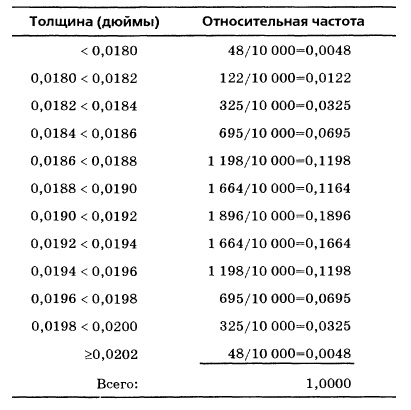 Толщина (дюймы) Относительная частота
< 0,0180 48/10 000=0,0048
0,0180 < 0,0182 122/10 000=0,0122
0,0182 < 0,0184 325/10 000=0,0325
0,0184 < 0,0186 695/10 000=0,0695
0,0186 < 0,0188 1 198/10 000=0,1198
0,0188 < 0,0190 1 664/10 000=0,1164
0,0190 < 0,0192 1 896/10 000=0,1896
0,0192 < 0,0194 1 664/10 000=0,1664
0,0194 < 0,0196 1 198/10 000=0,1198
0,0196 < 0,0198 695/10 000=0,0695
0,0198 < 0,0200 325/10 000=0,0325
≥0,0202 48/10 000=0,0048
Всего: 1,0000